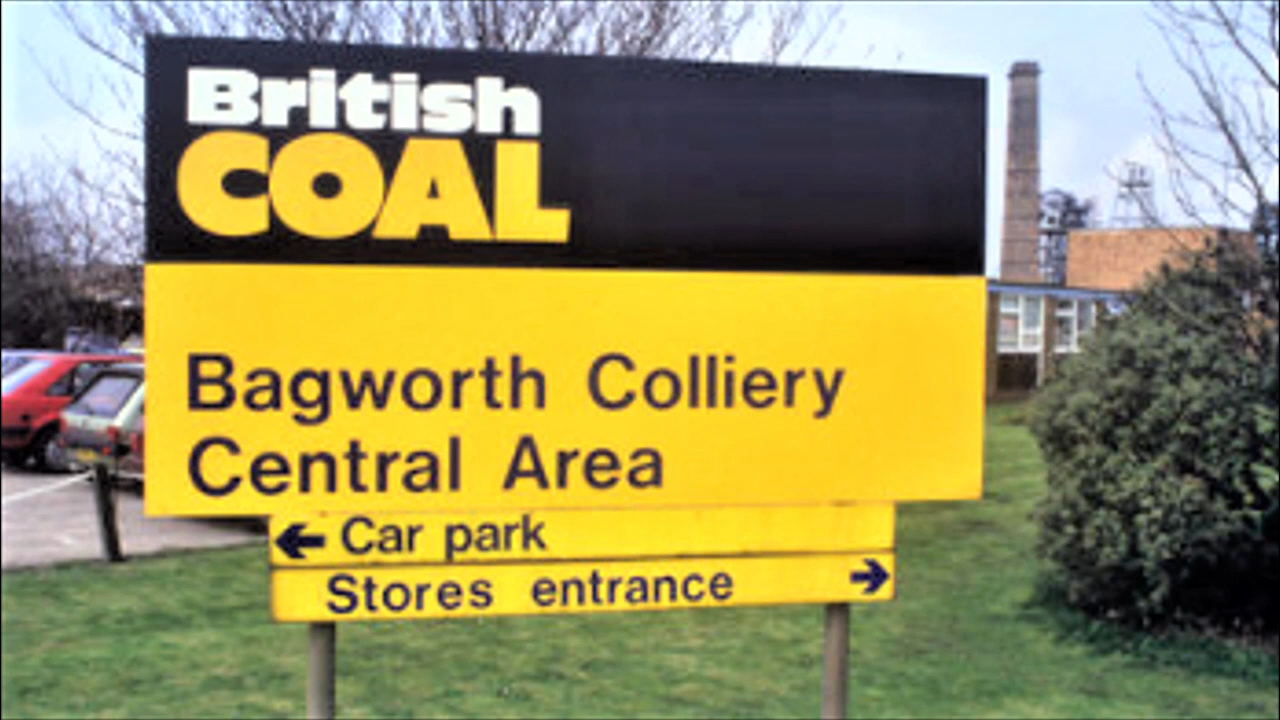 British
COAL
Bagworth Colliery
Central Area
Car park
Stores entrance